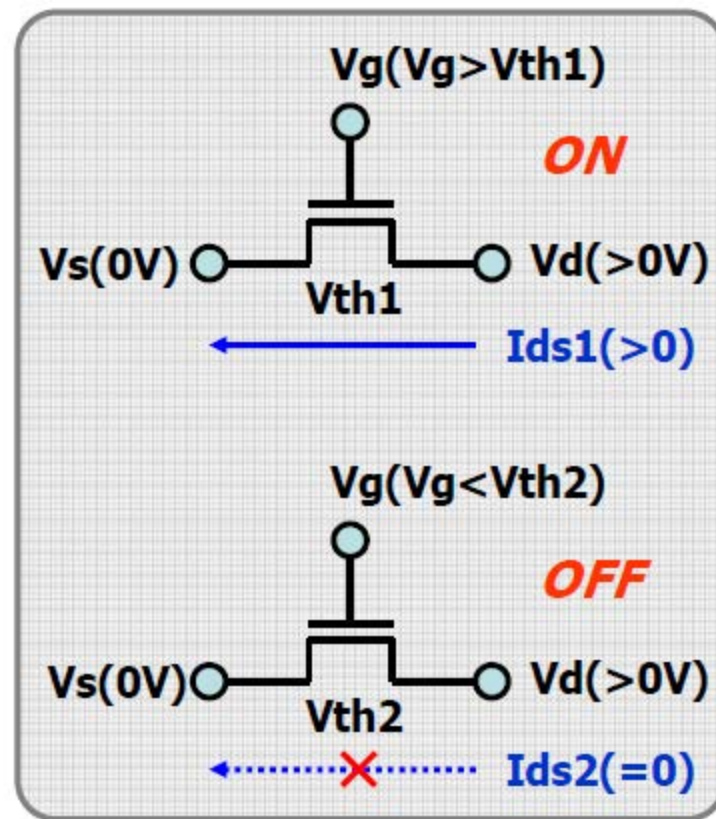 Vg(Vg>Vth1)
ON
Vs(0V)
Vd(>0V)
Vth1
Ids1(>0)
Vg(Vg<Vth2)
OFF
Vs(0V)
Vd(>0V)
Vth2
Ids2(=0)